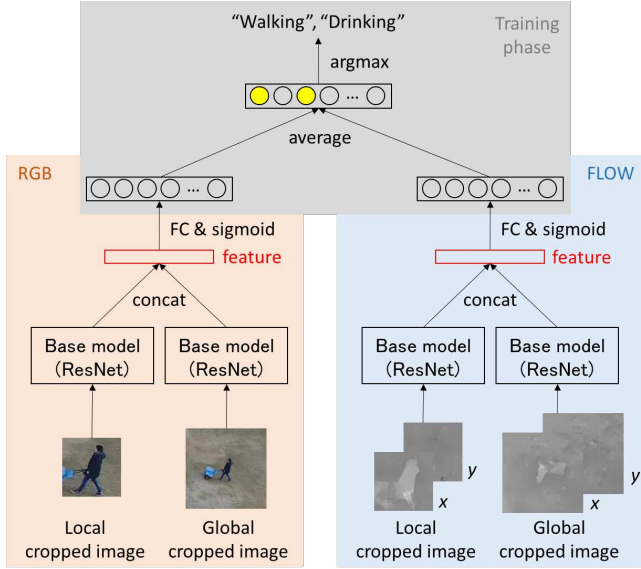 “Walking”, “Drinking”
Training
phase
argmax
...
average
RGB
FLOW
...
...
FC & sigmoid
FC & sigmoid
feature
feature
concat
concat
Base model
(ResNet)
Base model
(ResNet)
Base model
(ResNet)
Base model
(ResNet)
y
x
y
x
Local
cropped image
Global
cropped image
Local
cropped image
Global
cropped image